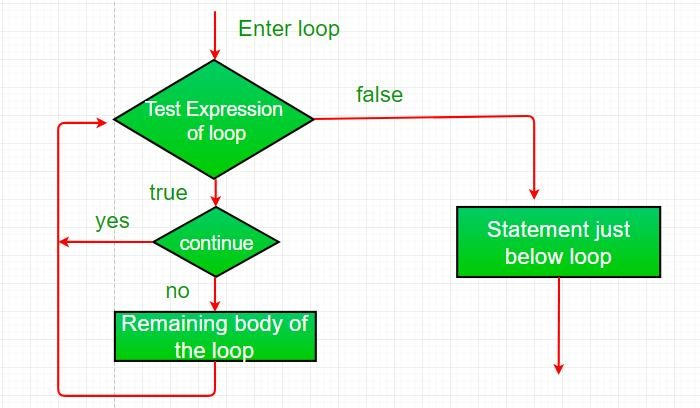 Enter loop
Test Expression
of loop
false
true
yes
continue
Statement just
below loop
no
Remaining body of
the loop